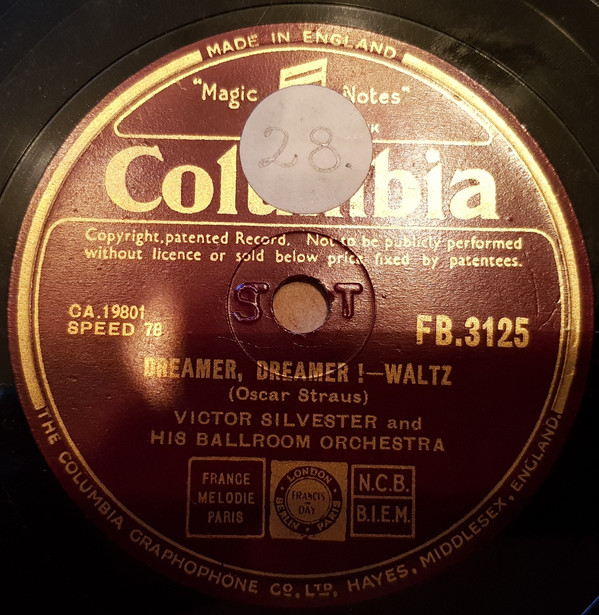 MADE IN ENGLAND
"Magic Notes"
28.
Columbia
Copyright, patented Record. Not to be publicly performed
without licence or sold below price fixed by patentees.
S T
CA.19801
SPEED 78
FB.3125
DREAMER, DREAMER !—WALTZ
(Oscar Straus)
VICTOR SILVESTER and
HIS BALLROOM ORCHESTRA
FRANCE
MELODIE
PARIS
LONDON
FRANCIS
DAY
BERLIN PARIS
N.C.B.
B.I.E.M.
THE COLUMBIA GRAPHOPHONE CO., LTD, HAYES, MIDDLESEX, ENGLAND.